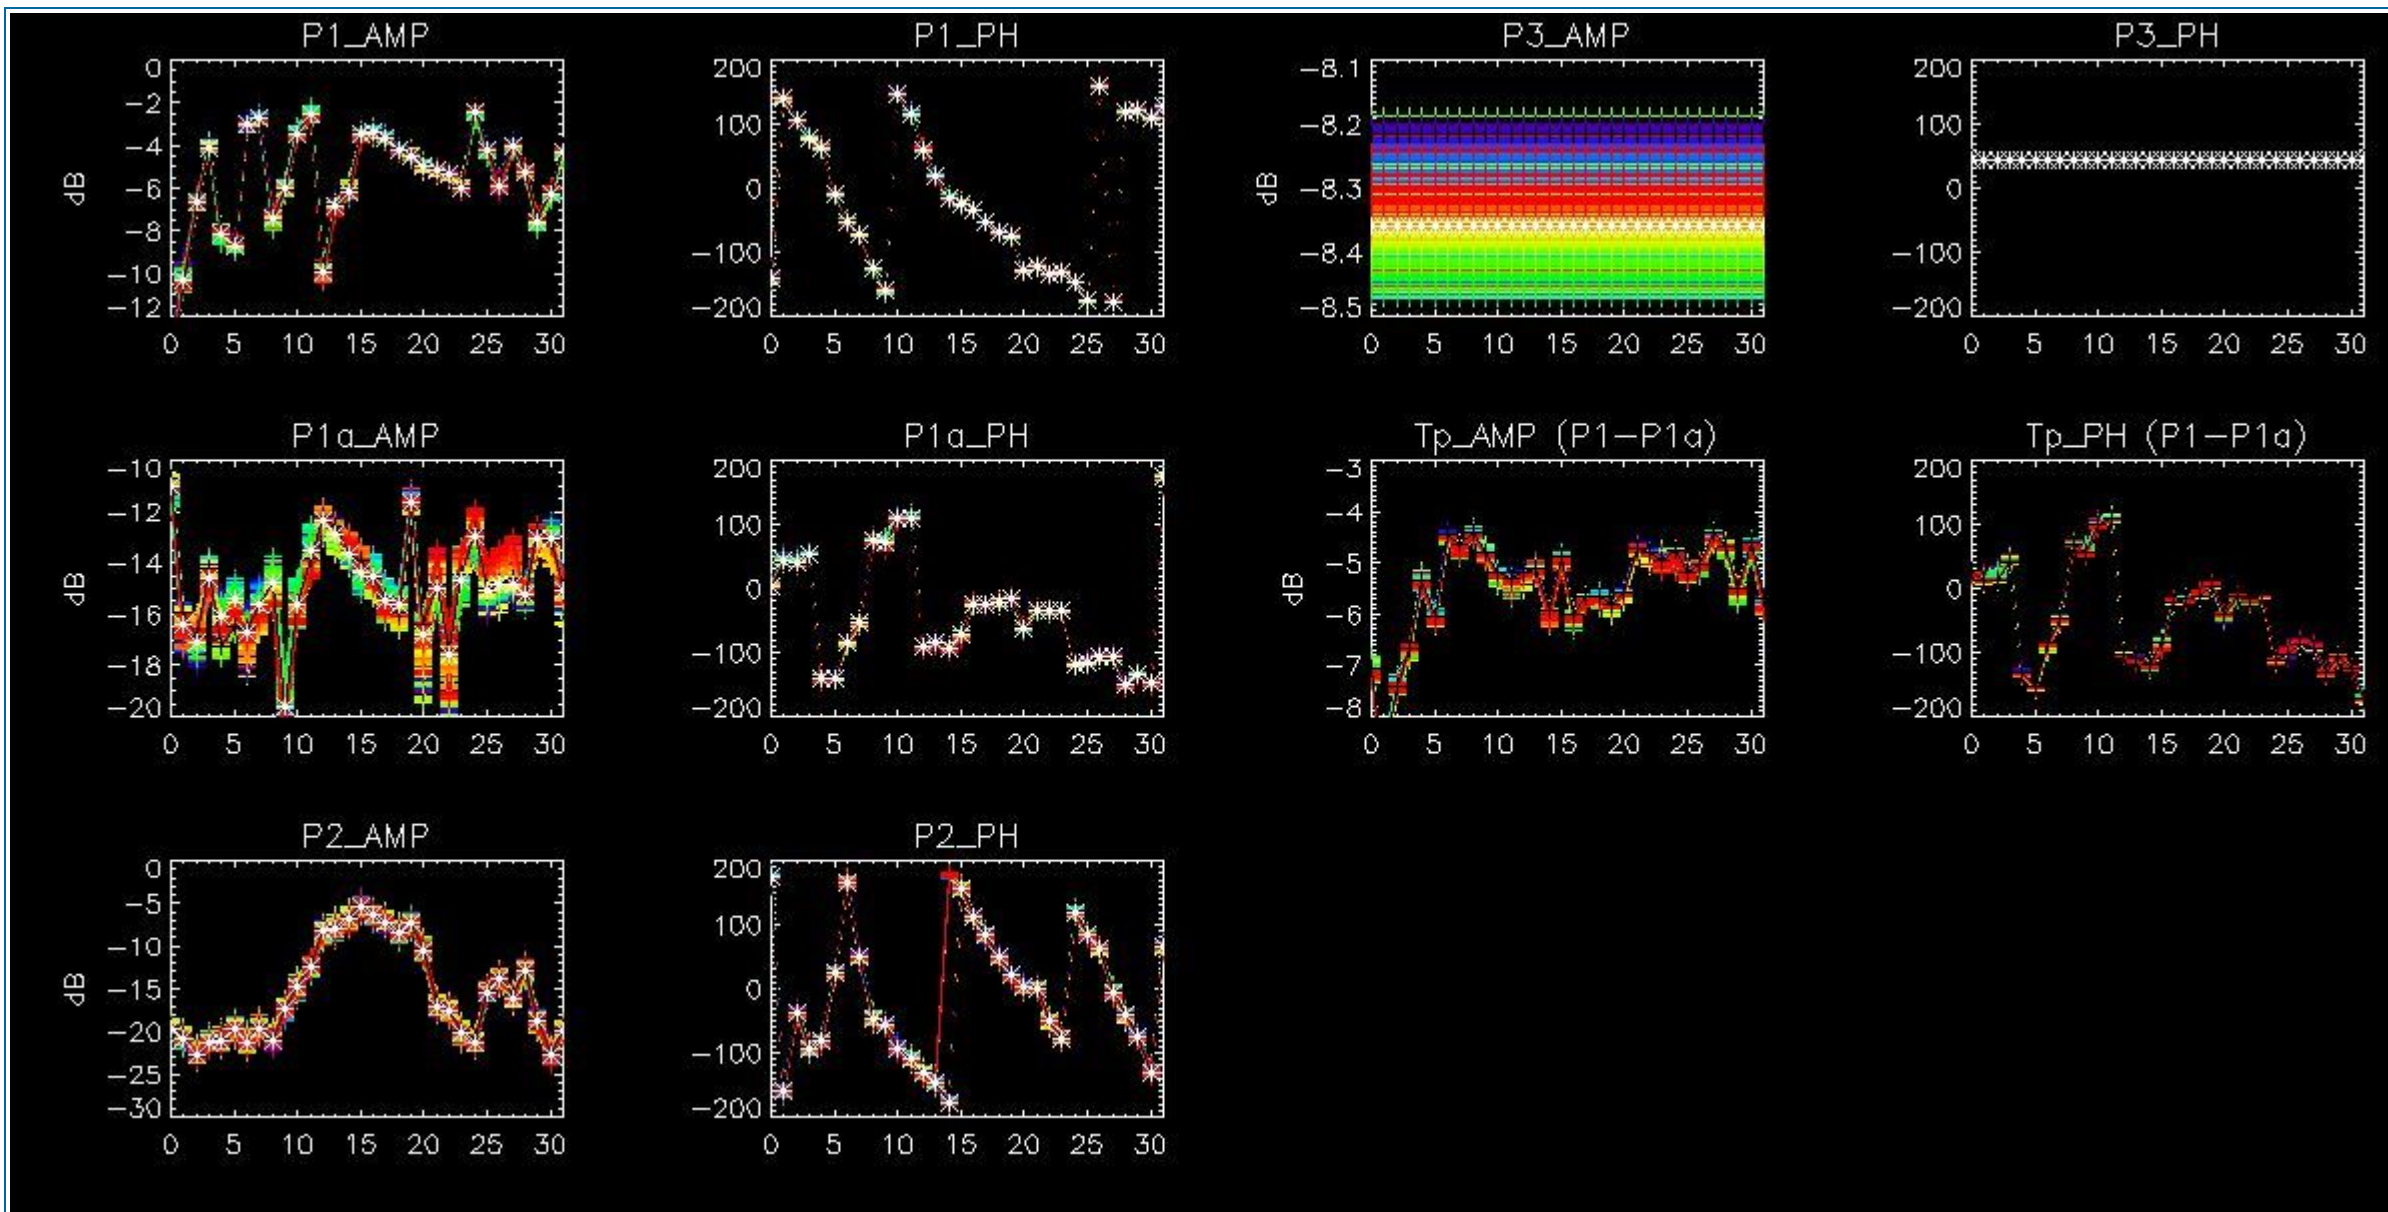 P1_AMP
P1_PH
P3_AMP
P3_PH
dB
0
−2
−4
−6
−8
−10
−12
0 5 10 15 20 25 30
200
100
0
−100
−200
0 5 10 15 20 25 30
dB
−8.1
−8.2
−8.3
−8.4
−8.5
0 5 10 15 20 25 30
200
100
0
−100
−200
0 5 10 15 20 25 30
P1a_AMP
P1a_PH
Tp_AMP (P1−P1a)
Tp_PH (P1−P1a)
dB
−10
−12
−14
−16
−18
−20
0 5 10 15 20 25 30
200
100
0
−100
−200
0 5 10 15 20 25 30
dB
−3
−4
−5
−6
−7
−8
0 5 10 15 20 25 30
200
100
0
−100
−200
0 5 10 15 20 25 30
P2_AMP
P2_PH
dB
0
−5
−10
−15
−20
−25
−30
0 5 10 15 20 25 30
200
100
0
−100
−200
0 5 10 15 20 25 30